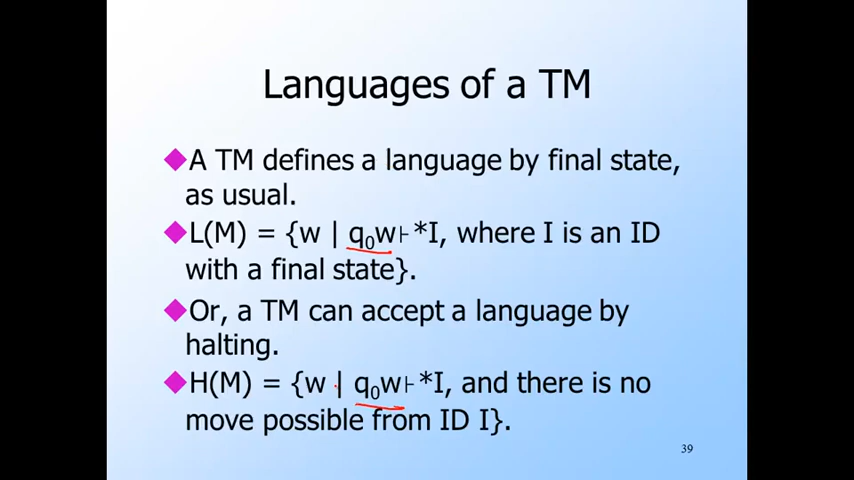 Languages of a TM
◆A TM defines a language by final state,
as usual.
◆L(M) = {w | q₀w⊦*I, where I is an ID
with a final state}.
◆Or, a TM can accept a language by
halting.
◆H(M) = {w | q₀w⊦*I, and there is no
move possible from ID I}.
39